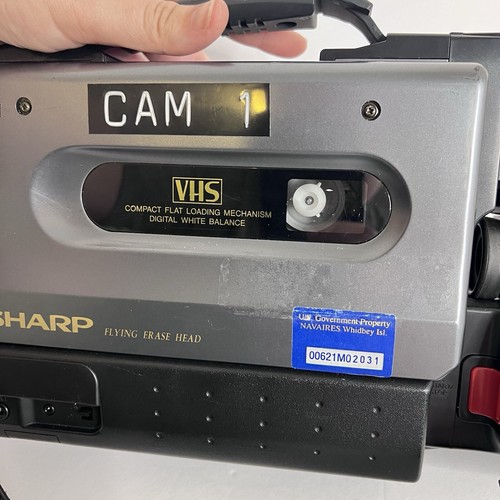 CAM 1
VHS
COMPACT FLAT LOADING MECHANISM
DIGITAL WHITE BALANCE
SHARP
FLYING ERASE HEAD
U.S. Government Property
NAVAIRES Whidbey Isl.
00621M02031